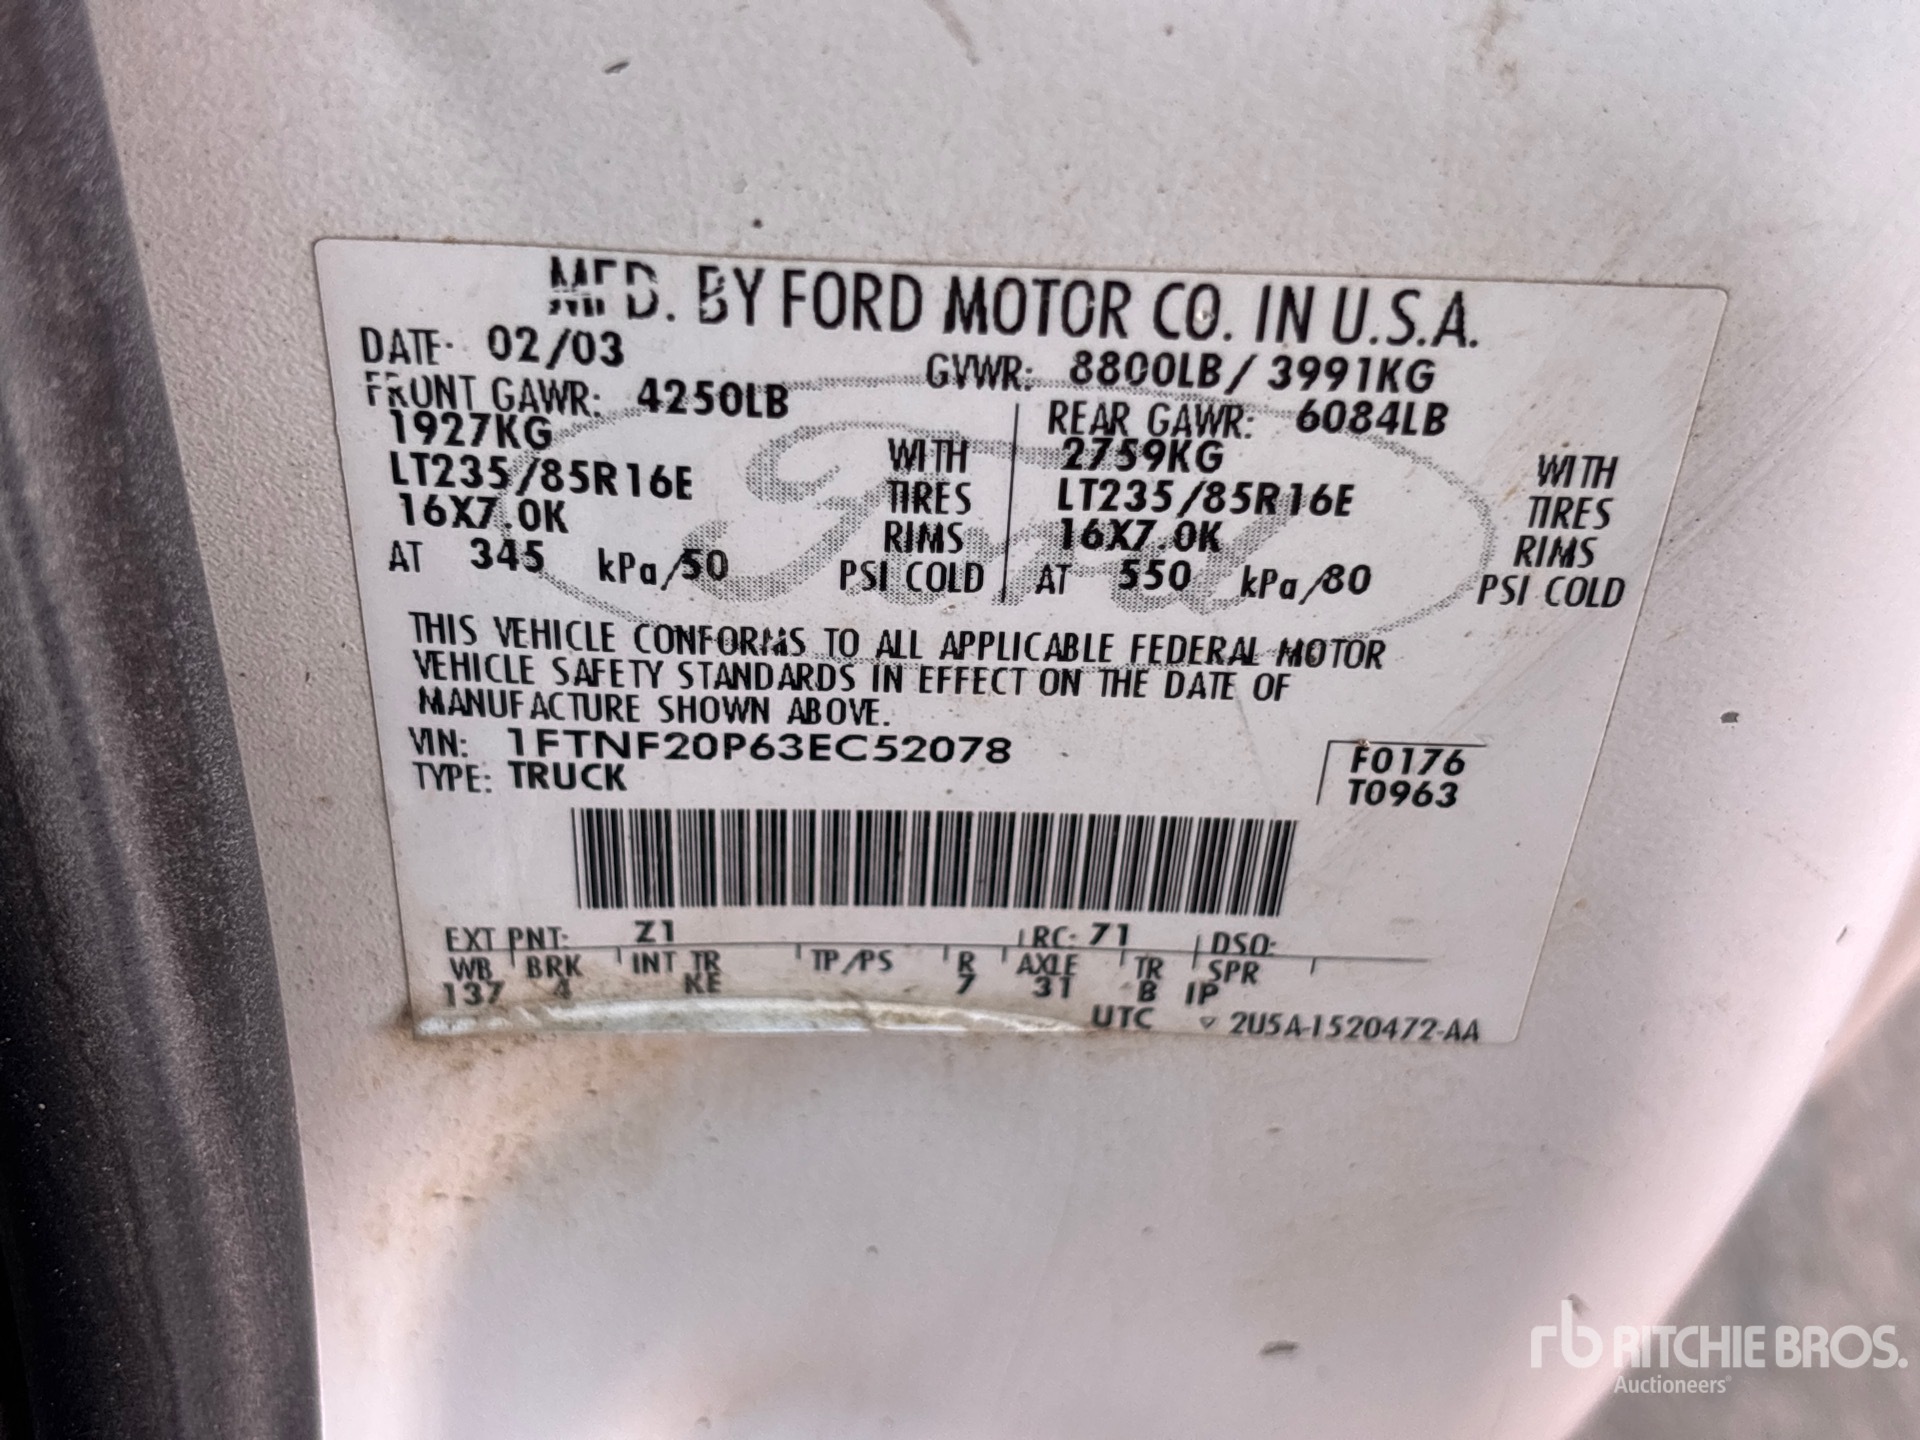 MFD. BY FORD MOTOR CO. IN U.S.A.
DATE: 02/03 GVWR: 8800LB / 3991KG
FRONT GAWR: 4250LB REAR GAWR: 6084LB
1927KG WITH 2759KG WITH
LT235/85R16E TIRES LT235/85R16E TIRES
16X7.0K RIMS 16X7.0K RIMS
AT 345 kPa/50 PSI COLD AT 550 kPa/80 PSI COLD
Ford
THIS VEHICLE CONFORMS TO ALL APPLICABLE FEDERAL MOTOR
VEHICLE SAFETY STANDARDS IN EFFECT ON THE DATE OF
MANUFACTURE SHOWN ABOVE.
VIN: 1FTNF20P63EC52078 F0176
TYPE: TRUCK T0963
EXT PNT: Z1 RC: 71 DSO:
WB BRK INT TR TP/PS R AXLE TR SPR
137 4 KE 7 31 B IP
UTC ▽ 2U5A-1520472-AA
rb RITCHIE BROS.
Auctioneers